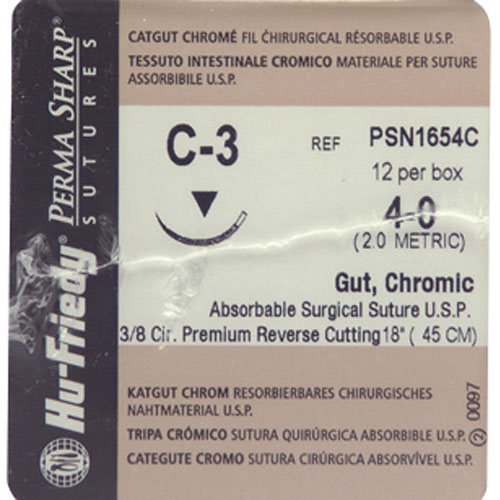 Hu-Friedy® PERMA SHARP®
SUTURES
CATGUT CHROMÉ FIL CHIRURGICAL RÉSORBABLE U.S.P.
TESSUTO INTESTINALE CROMICO MATERIALE PER SUTURE
ASSORBIBILE U.S.P.
C-3
REF PSN1654C
12 per box
4-0
(2.0 METRIC)
Gut, Chromic
Absorbable Surgical Suture U.S.P.
3/8 Cir. Premium Reverse Cutting 18" ( 45 CM)
KATGUT CHROM RESORBIERBARES CHIRURGISCHES
NAHTMATERIAL U.S.P.
TRIPA CRÓMICO SUTURA QUIRÚRGICA ABSORBIBLE U.S.P.
CATEGUTE CROMO SUTURA CIRÚRGICA ABSORVÍVEL U.S.P.
② 0097